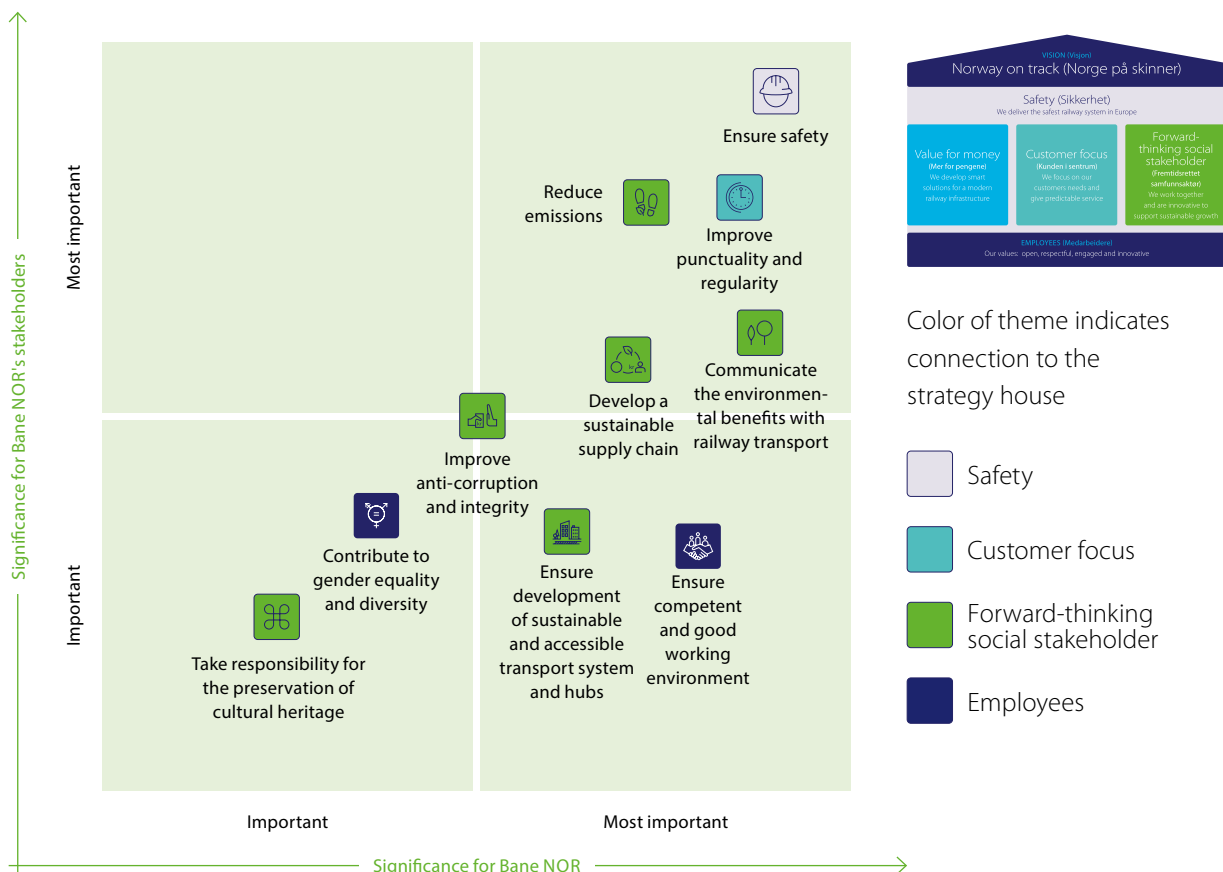 Significance for Bane NOR's stakeholders
Most important
Important
Ensure safety
Reduce
emissions
Improve
punctuality and
regularity
Communicate
the environmen-
tal benefits with
railway transport
Develop a
sustainable
supply chain
Improve
anti-corruption
and integrity
Contribute to
gender equality
and diversity
Take responsibility for
the preservation of
cultural heritage
Ensure
development
of sustainable
and accessible
transport system
and hubs
Ensure
competent
and good
working
environment
Important
Most important
Significance for Bane NOR
VISION (Visjon)
Norway on track (Norge på skinner)
Safety (Sikkerhet)
We deliver the safest railway system in Europe
Value for money
(Mer for pengene)
We develop smart
solutions for a modern
railway infrastructure
Customer focus
(Kunden i sentrum)
We focus on our
customers needs and
give predictable service
Forward-
thinking social
stakeholder
(Fremtidsrettet
samfunnsaktør)
We work together
and are innovative to
support sustainable growth
EMPLOYEES (Medarbeidere)
Our values: open, respectful, engaged and innovative
Color of theme indicates
connection to the
strategy house
Safety
Customer focus
Forward-thinking
social stakeholder
Employees